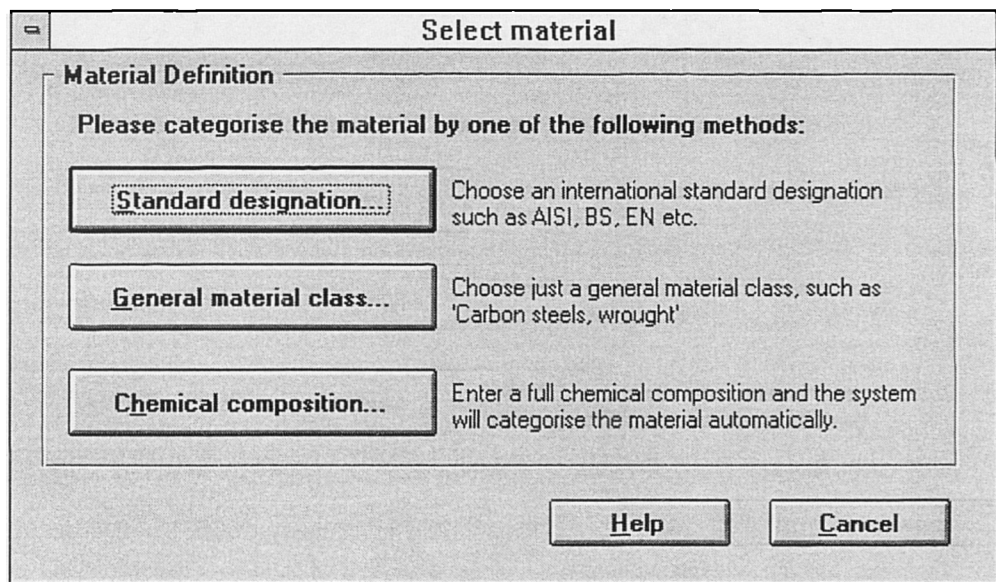 Select material
Material Definition
Please categorise the material by one of the following methods:
Standard designation...
Choose an international standard designation
such as AISI, BS, EN etc.
General material class...
Choose just a general material class, such as
'Carbon steels, wrought'
Chemical composition...
Enter a full chemical composition and the system
will categorise the material automatically.
Help
Cancel